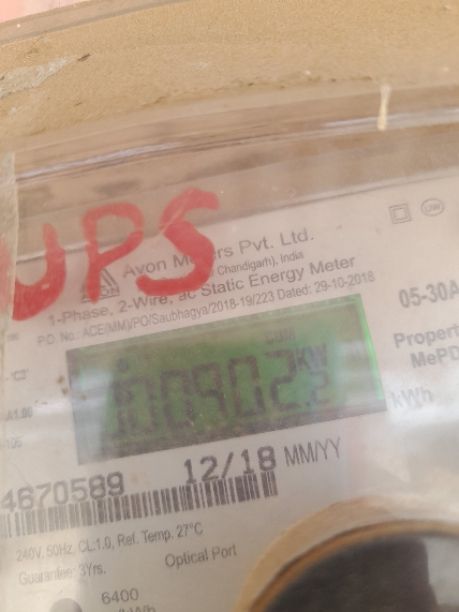 UPS
Avon Meters Pvt. Ltd.
Chandigarh), India
1-Phase, 2-Wire, ac Static Energy Meter
P.O. No.: ACE(MM)/PO/Saubhagya/2018-19/223 Dated: 29-10-2018
05-30A
Propert
MePD
COM
kWh
4670589
12/18 MM/YY
240V, 50Hz, CL:1.0, Ref. Temp. 27°C
Guarantee: 3Yrs.
Optical Port
6400